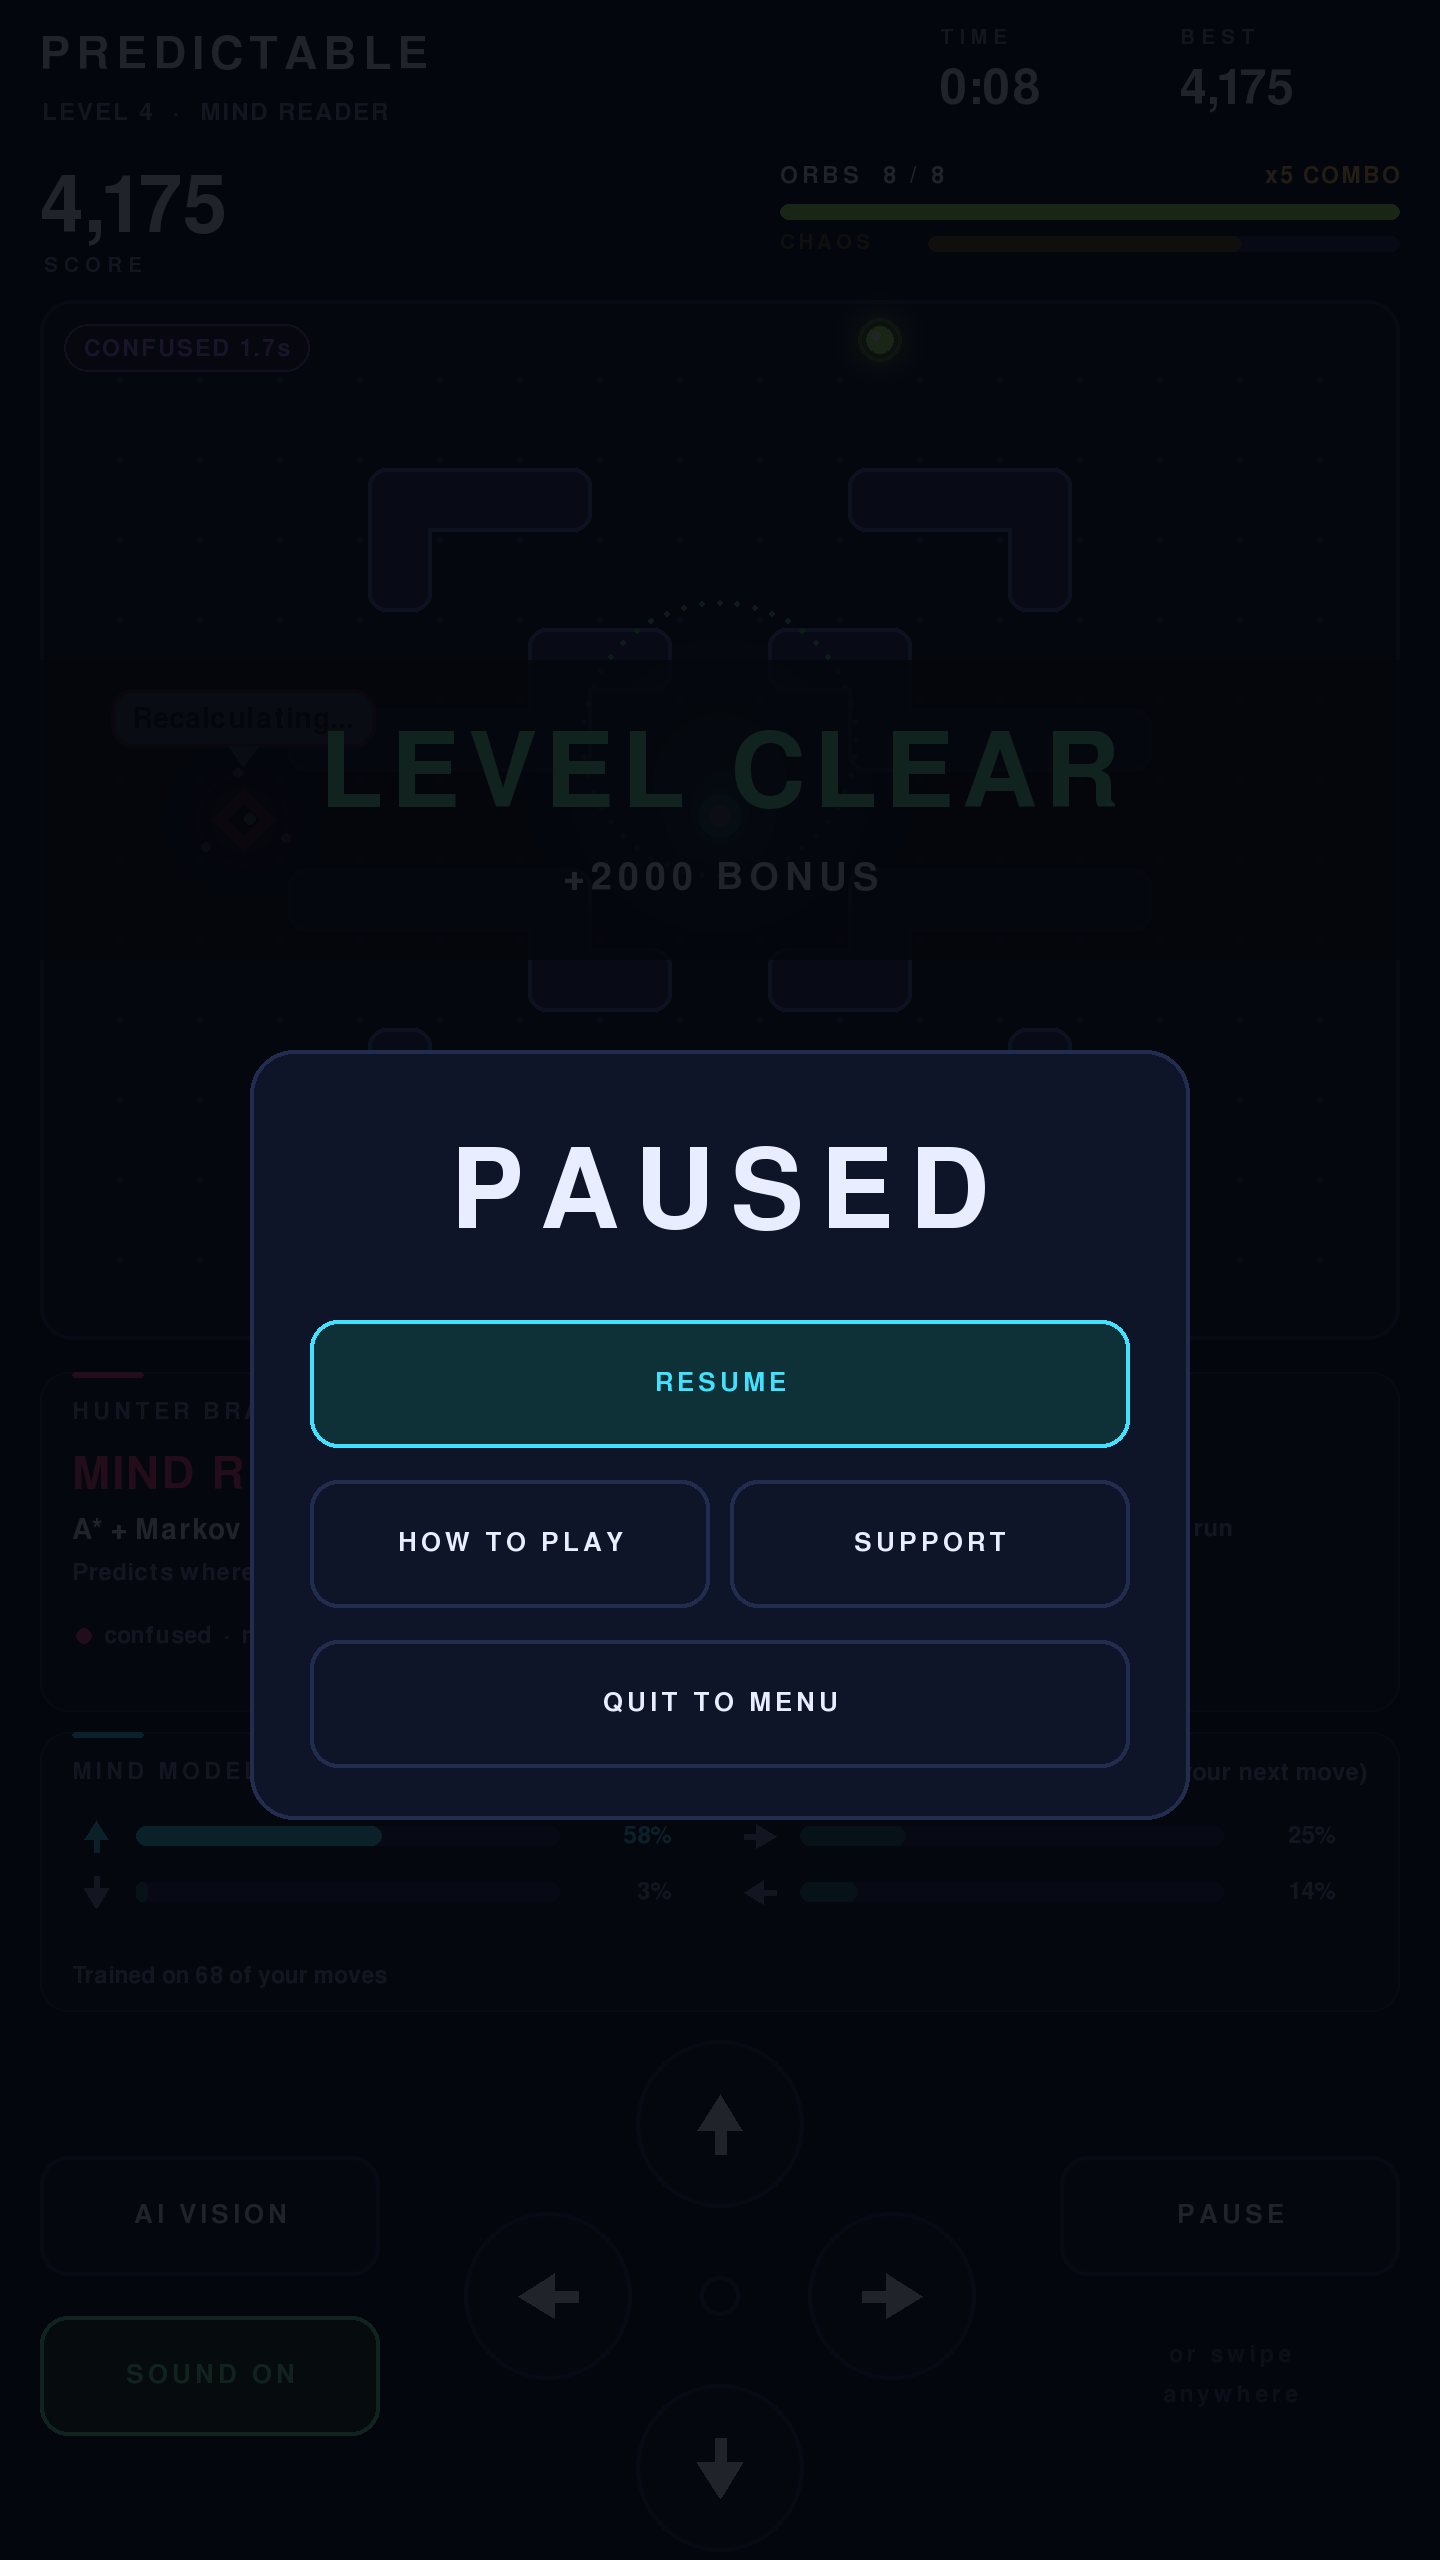 PREDICTABLE
TIME
BEST
0:08
4,175
LEVEL 4 · MIND READER
4,175
SCORE
ORBS 8 / 8
x5 COMBO
CHAOS
CONFUSED 1.7s
Recalculating...
LEVEL CLEAR
+2000 BONUS
PAUSED
RESUME
HOW TO PLAY
SUPPORT
QUIT TO MENU
HUNTER
MIND
A* + Markov
run
Predicts where
confused ·
MIND MODEL
your next move)
58%
25%
3%
14%
Trained on 68 of your moves
AI VISION
PAUSE
SOUND ON
or swipe
anywhere